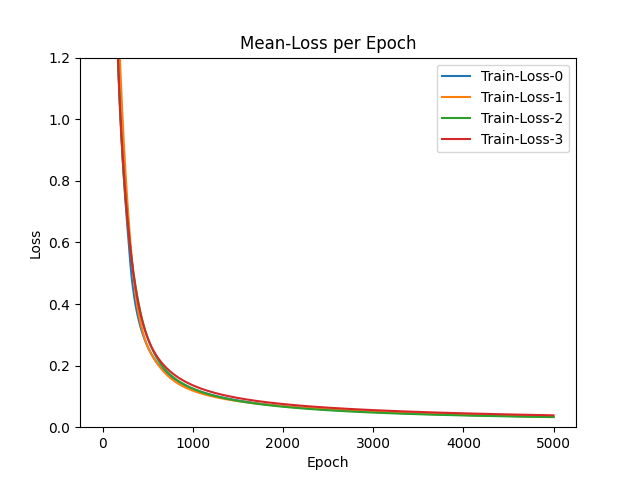 Mean-Loss per Epoch
Train-Loss-0
Train-Loss-1
Train-Loss-2
Train-Loss-3
Loss
1.2
1.0
0.8
0.6
0.4
0.2
0.0
0 1000 2000 3000 4000 5000
Epoch